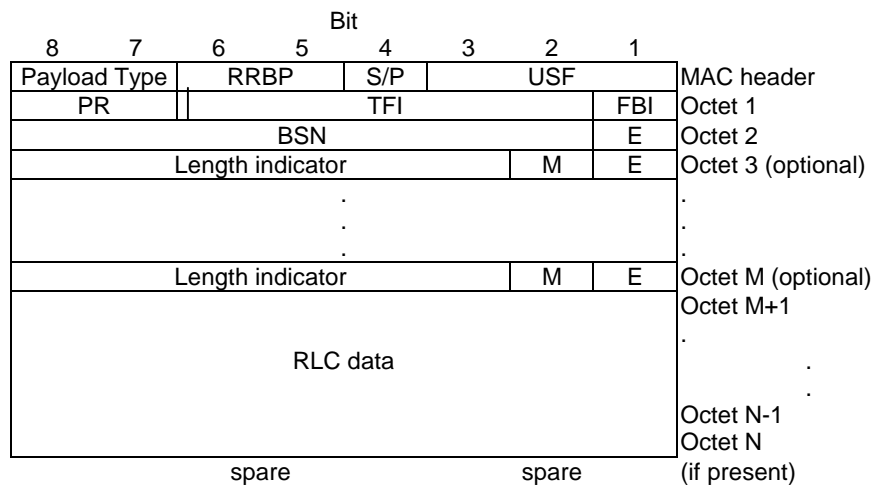 Bit
8 7 6 5 4 3 2 1
Payload Type RRBP S/P USF MAC header
PR TFI FBI Octet 1
BSN E Octet 2
Length indicator M E Octet 3 (optional)
. .
. .
. .
Length indicator M E Octet M (optional)
Octet M+1
.
RLC data .
.
Octet N-1
Octet N
spare spare (if present)